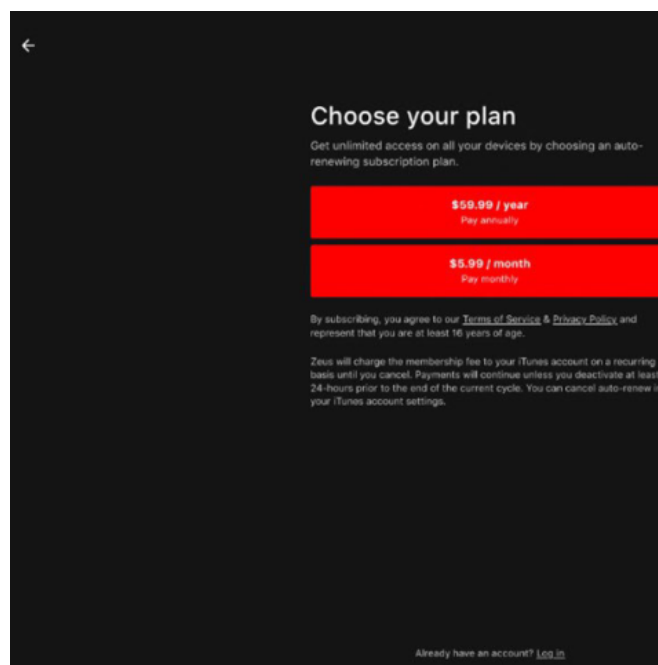 Choose your plan
Get unlimited access on all your devices by choosing an auto-
renewing subscription plan.
$59.99 / year
Pay annually
$5.99 / month
Pay monthly
By subscribing, you agree to our Terms of Service & Privacy Policy and
represent that you are at least 16 years of age.
Zeus will charge the membership fee to your iTunes account on a recurring
basis until you cancel. Payments will continue unless you deactivate at least
24-hours prior to the end of the current cycle. You can cancel auto-renew i
your iTunes account settings.
Already have an account? Log in